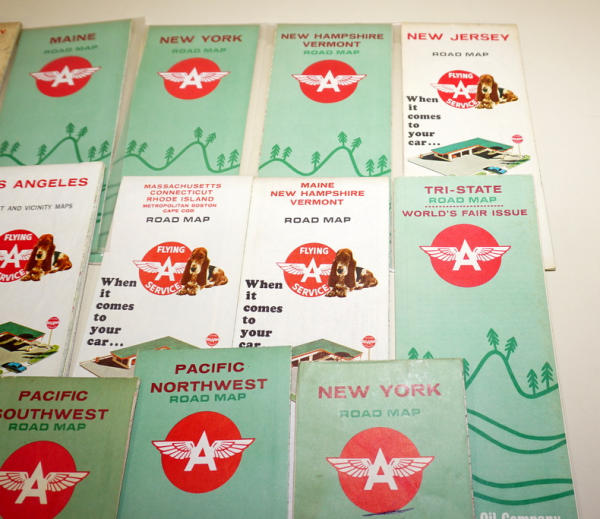 MAINE
ROAD MAP
A
NEW YORK
ROAD MAP
A
NEW HAMPSHIRE
VERMONT
ROAD MAP
A
NEW JERSEY
ROAD MAP
FLYING
A
SERVICE
When
it
comes
to
your
car...
ANGELES
AND VICINITY MAPS
FLYING
A
SERVICE
MASSACHUSETTS
CONNECTICUT
RHODE ISLAND
METROPOLITAN BOSTON
CAPE COD
ROAD MAP
FLYING
A
SERVICE
When
it
comes
to
your
car...
MAINE
NEW HAMPSHIRE
VERMONT
ROAD MAP
FLYING
A
SERVICE
When
it
comes
to
your
car...
TRI-STATE
ROAD MAP
WORLD'S FAIR ISSUE
A
Oil Company
PACIFIC
SOUTHWEST
ROAD MAP
A
PACIFIC
NORTHWEST
ROAD MAP
A
NEW YORK
ROAD MAP
A